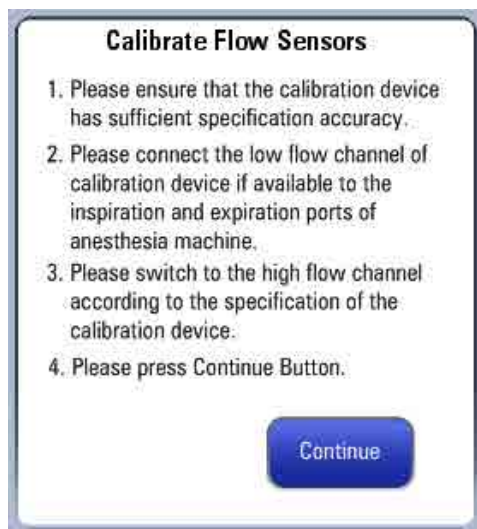 Calibrate Flow Sensors
1. Please ensure that the calibration device
has sufficient specification accuracy.
2. Please connect the low flow channel of
calibration device if available to the
inspiration and expiration ports of
anesthesia machine.
3. Please switch to the high flow channel
according to the specification of the
calibration device.
4. Please press Continue Button.
Continue